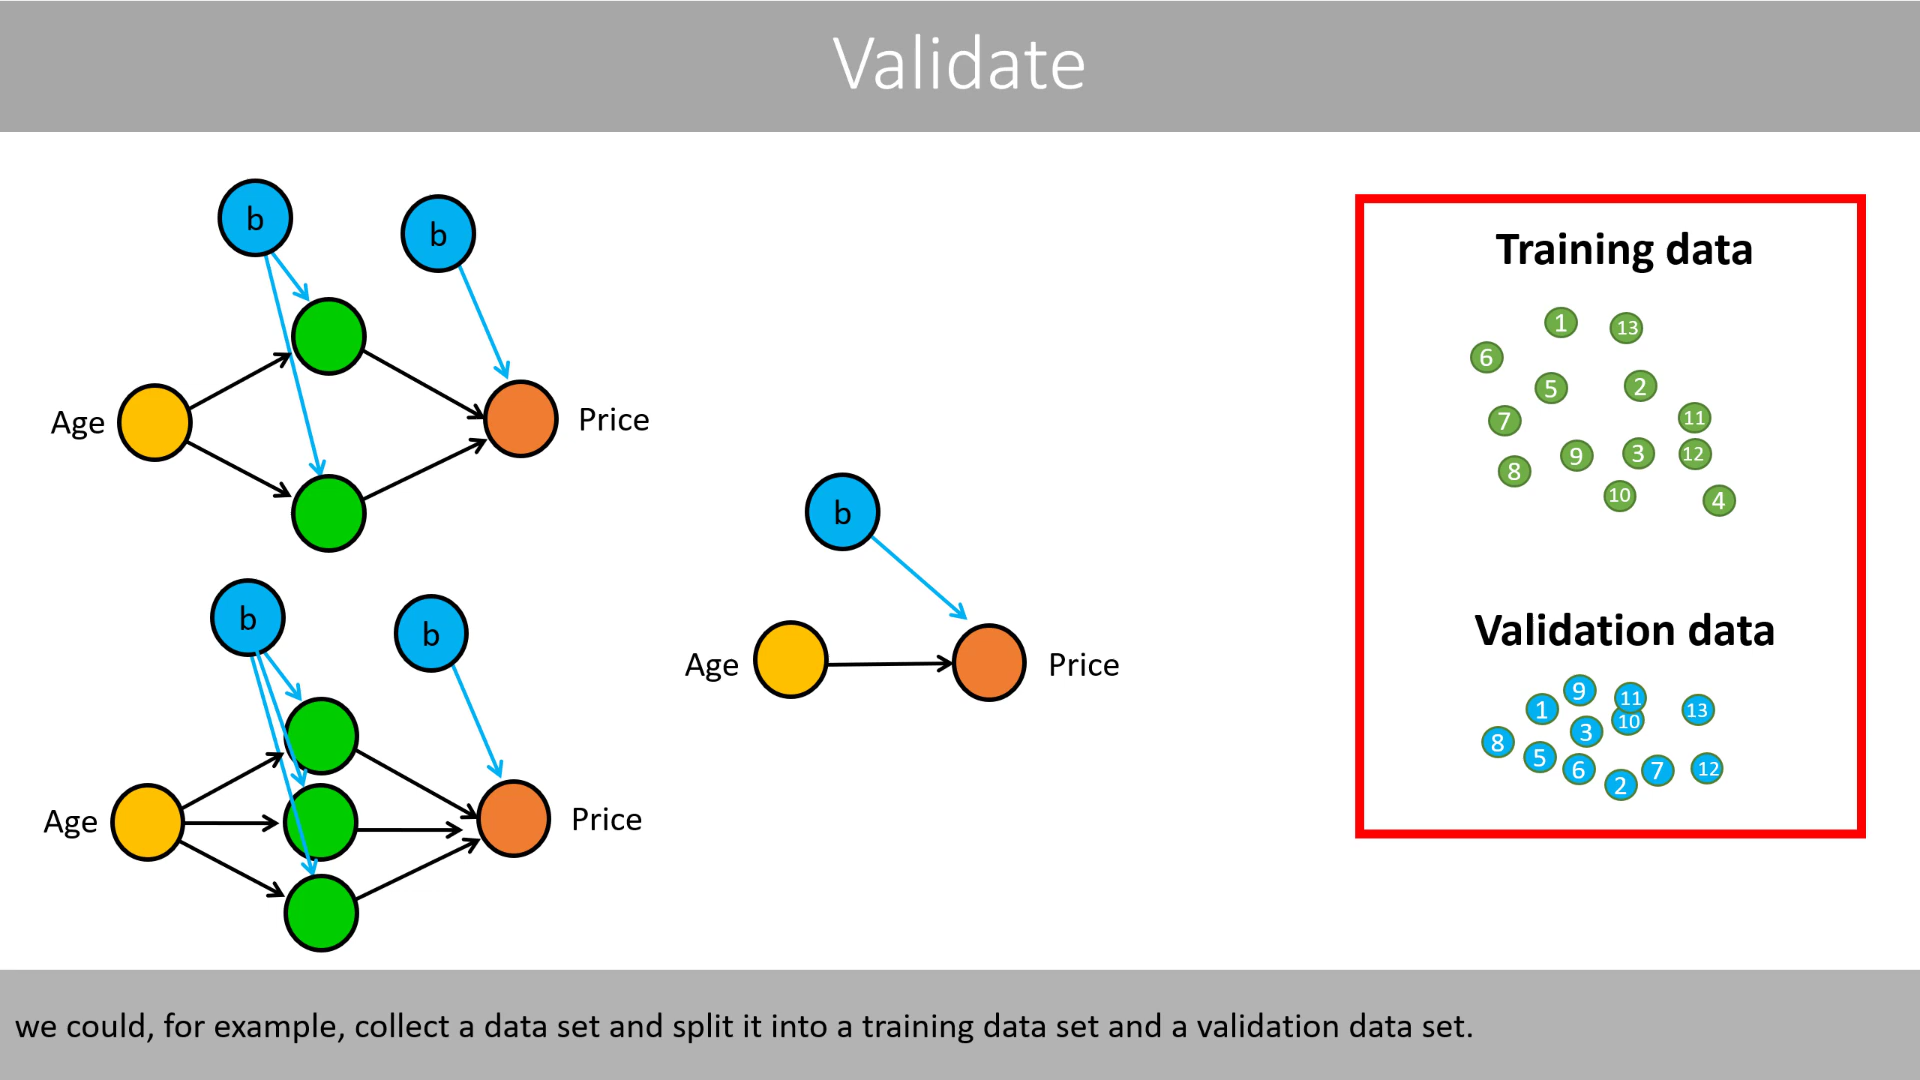 Validate
b
b
Age
Price
b
b
Age
Price
b
Age
Price
Training data
1
13
6
5
2
7
11
9
3
12
8
10
4
Validation data
9
11
1
13
10
3
8
5
6
7
12
2
we could, for example, collect a data set and split it into a training data set and a validation data set.